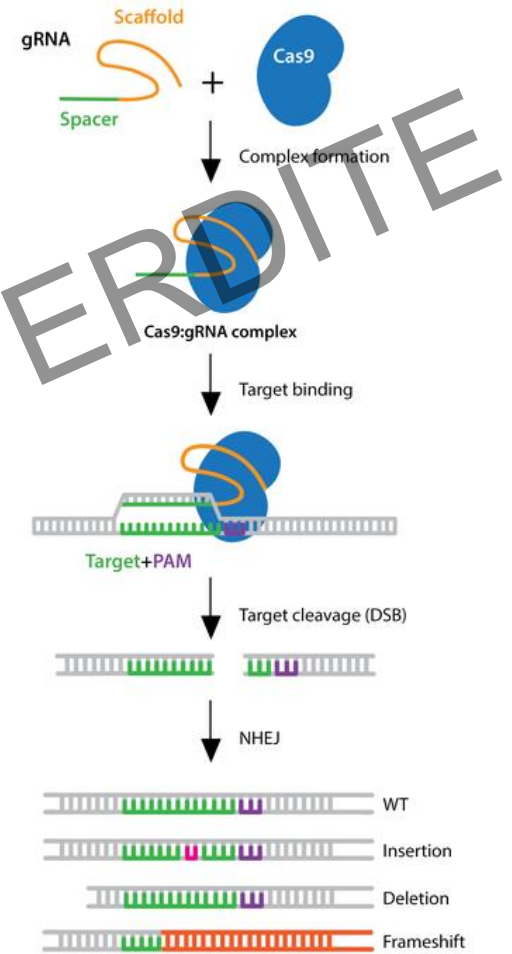 Scaffold
gRNA
Cas9
+
Spacer
Complex formation
ERDITE
Cas9:gRNA complex
Target binding
Target+PAM
Target cleavage (DSB)
NHEJ
WT
Insertion
Deletion
Frameshift